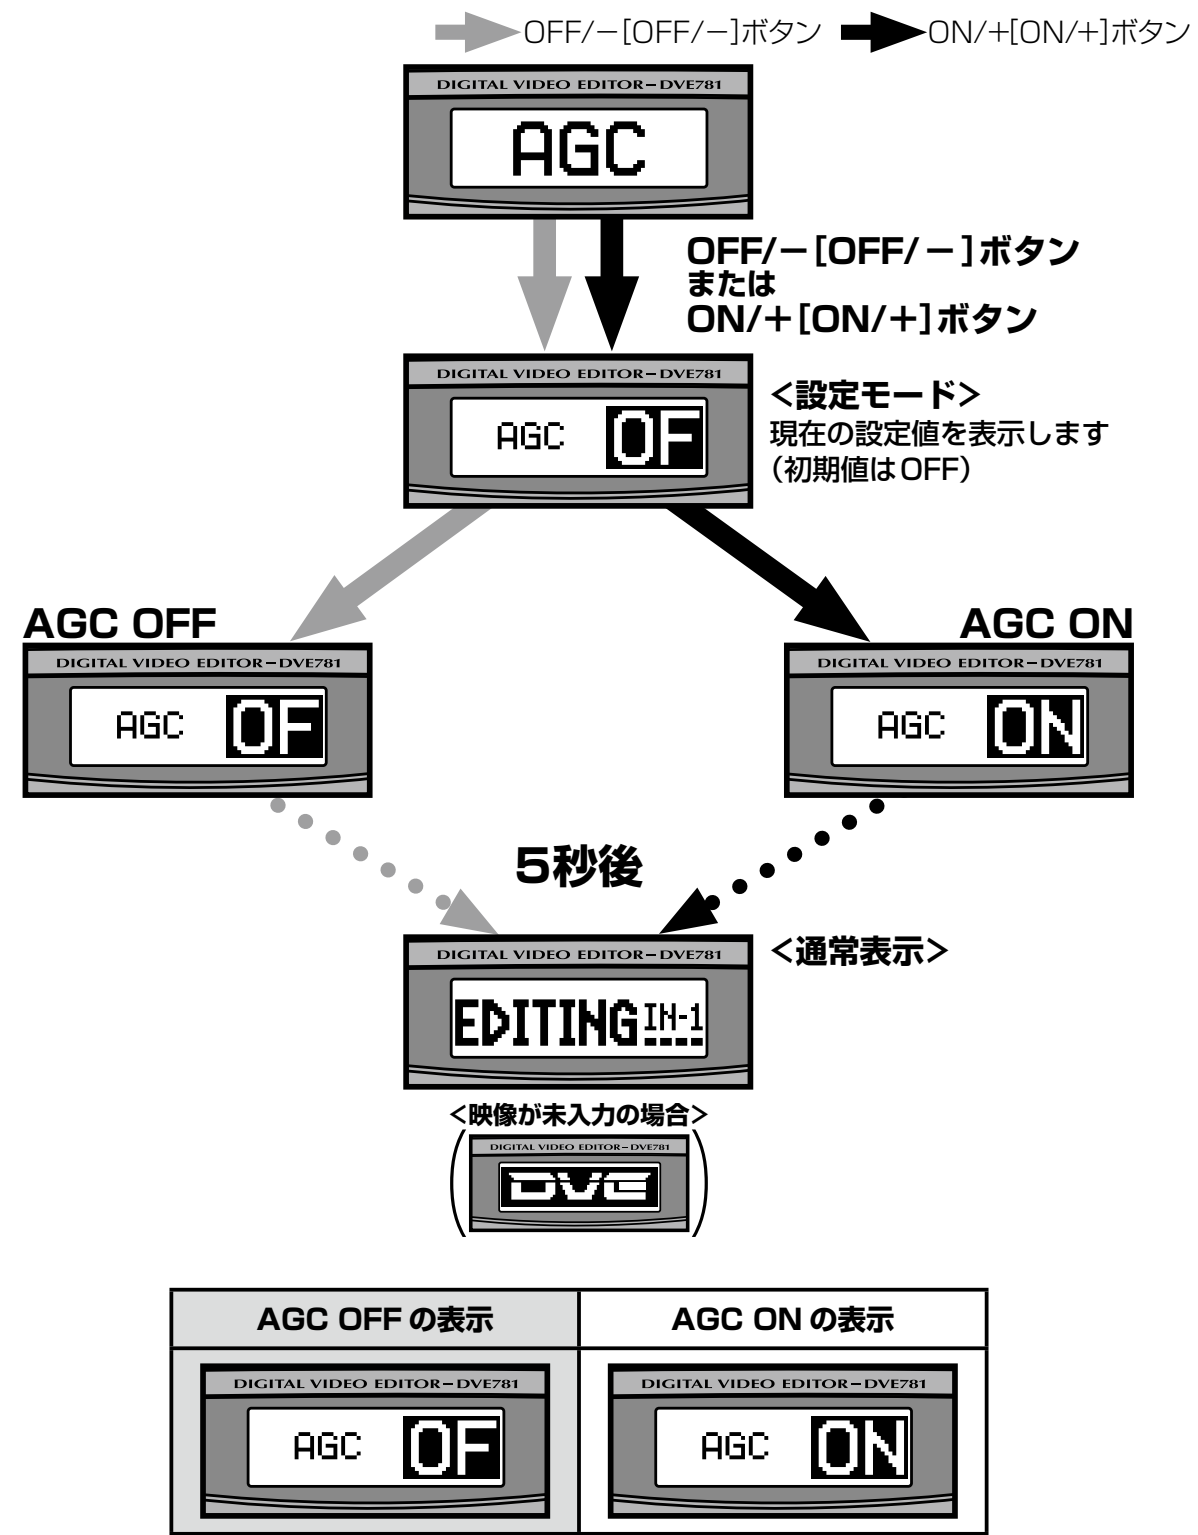 OFF/－[OFF/－]ボタン ON/＋[ON/＋]ボタン
DIGITAL VIDEO EDITOR－DVE781
AGC
OFF/－[OFF/－]ボタン
または
ON/＋[ON/＋]ボタン
DIGITAL VIDEO EDITOR－DVE781
AGC OF
＜設定モード＞
現在の設定値を表示します
（初期値はOFF）
AGC OFF
DIGITAL VIDEO EDITOR－DVE781
AGC OF
AGC ON
DIGITAL VIDEO EDITOR－DVE781
AGC ON
5秒後
DIGITAL VIDEO EDITOR－DVE781
EDITING IN-1
＜通常表示＞
＜映像が未入力の場合＞
DIGITAL VIDEO EDITOR－DVE781
DVE
AGC OFF の表示 AGC ON の表示
DIGITAL VIDEO EDITOR－DVE781
AGC OF
DIGITAL VIDEO EDITOR－DVE781
AGC ON